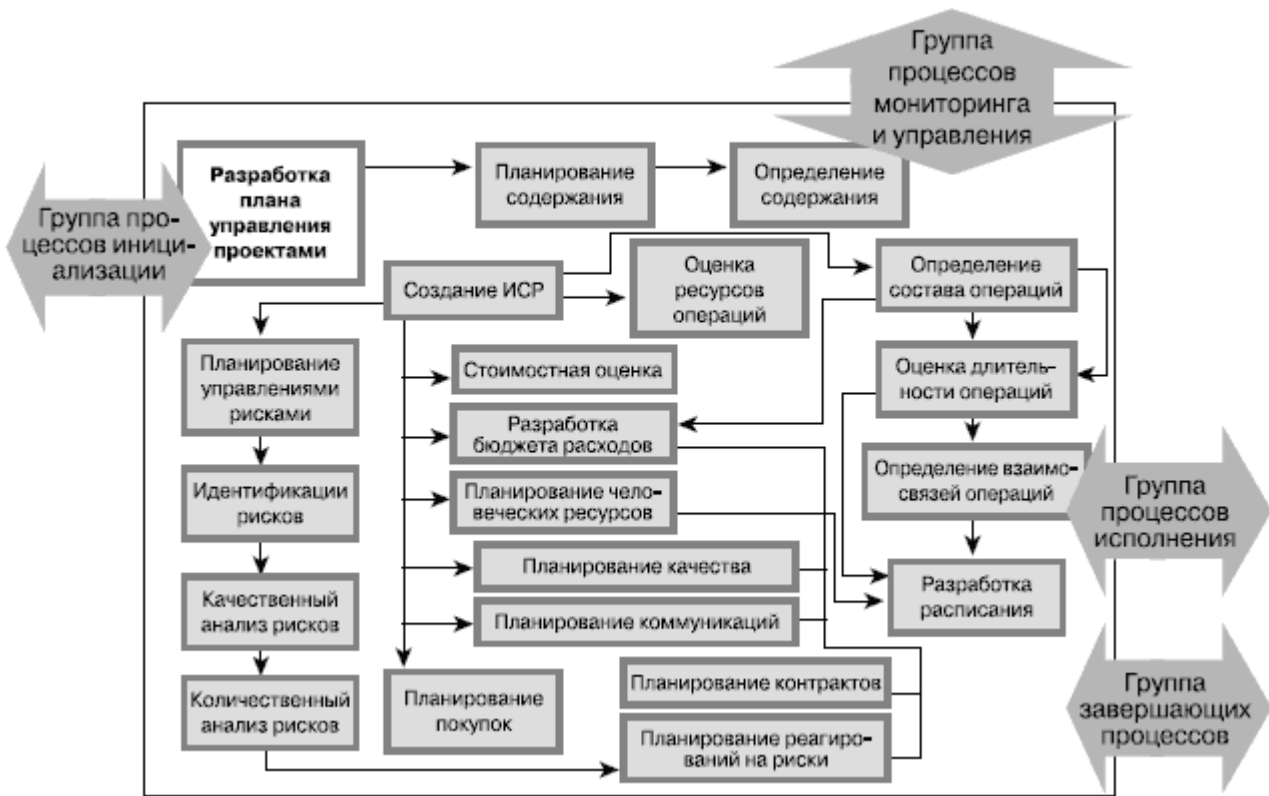 Группа
процессов
мониторинга
и управления
Разработка
плана
управления
проектами
Планирование
содержания
Определение
содержания
Группа про-
цессов иници-
ализации
Создание ИСР
Оценка
ресурсов
операций
Определение
состава операций
Планирование
управлениями
рисками
Стоимостная оценка
Оценка длитель-
ности операций
Разработка
бюджета расходов
Идентификации
рисков
Планирование чело-
веческих ресурсов
Определение взаимо-
связей операций
Группа
процессов
исполнения
Качественный
анализ рисков
Планирование качества
Разработка
расписания
Планирование коммуникаций
Количественный
анализ рисков
Планирование
покупок
Планирование контрактов
Планирование реагиро-
ваний на риски
Группа
завершающих
процессов